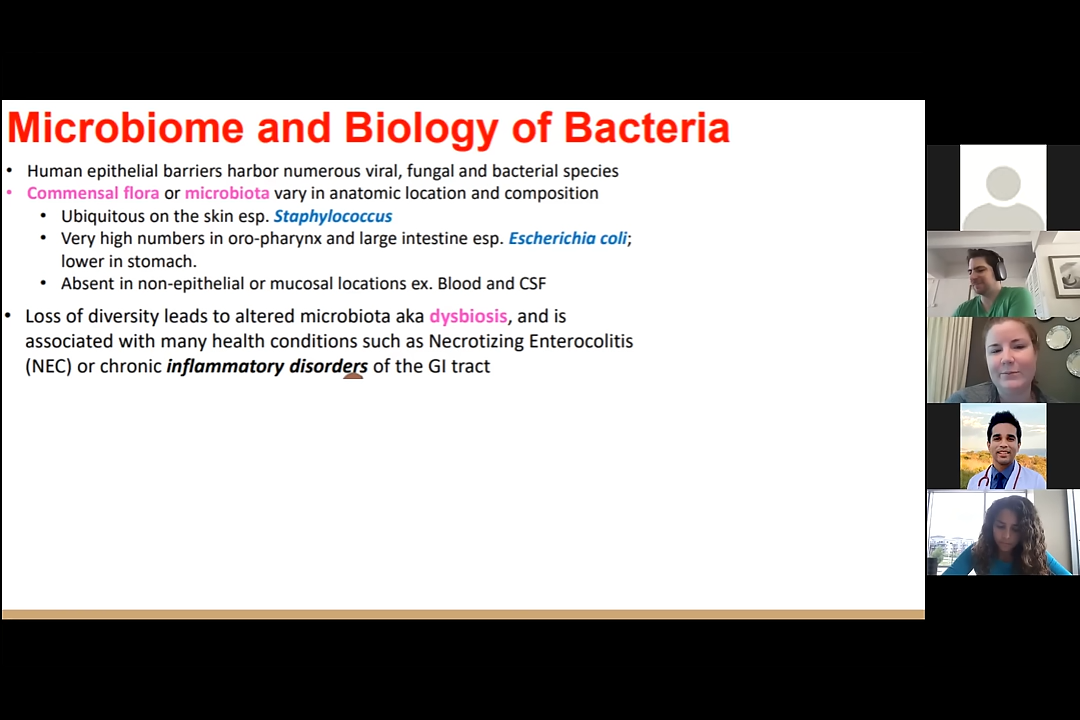 Microbiome and Biology of Bacteria
• Human epithelial barriers harbor numerous viral, fungal and bacterial species
• Commensal flora or microbiota vary in anatomic location and composition
• Ubiquitous on the skin esp. Staphylococcus
• Very high numbers in oro-pharynx and large intestine esp. Escherichia coli;
lower in stomach.
• Absent in non-epithelial or mucosal locations ex. Blood and CSF
• Loss of diversity leads to altered microbiota aka dysbiosis, and is
associated with many health conditions such as Necrotizing Enterocolitis
(NEC) or chronic inflammatory disorders of the GI tract